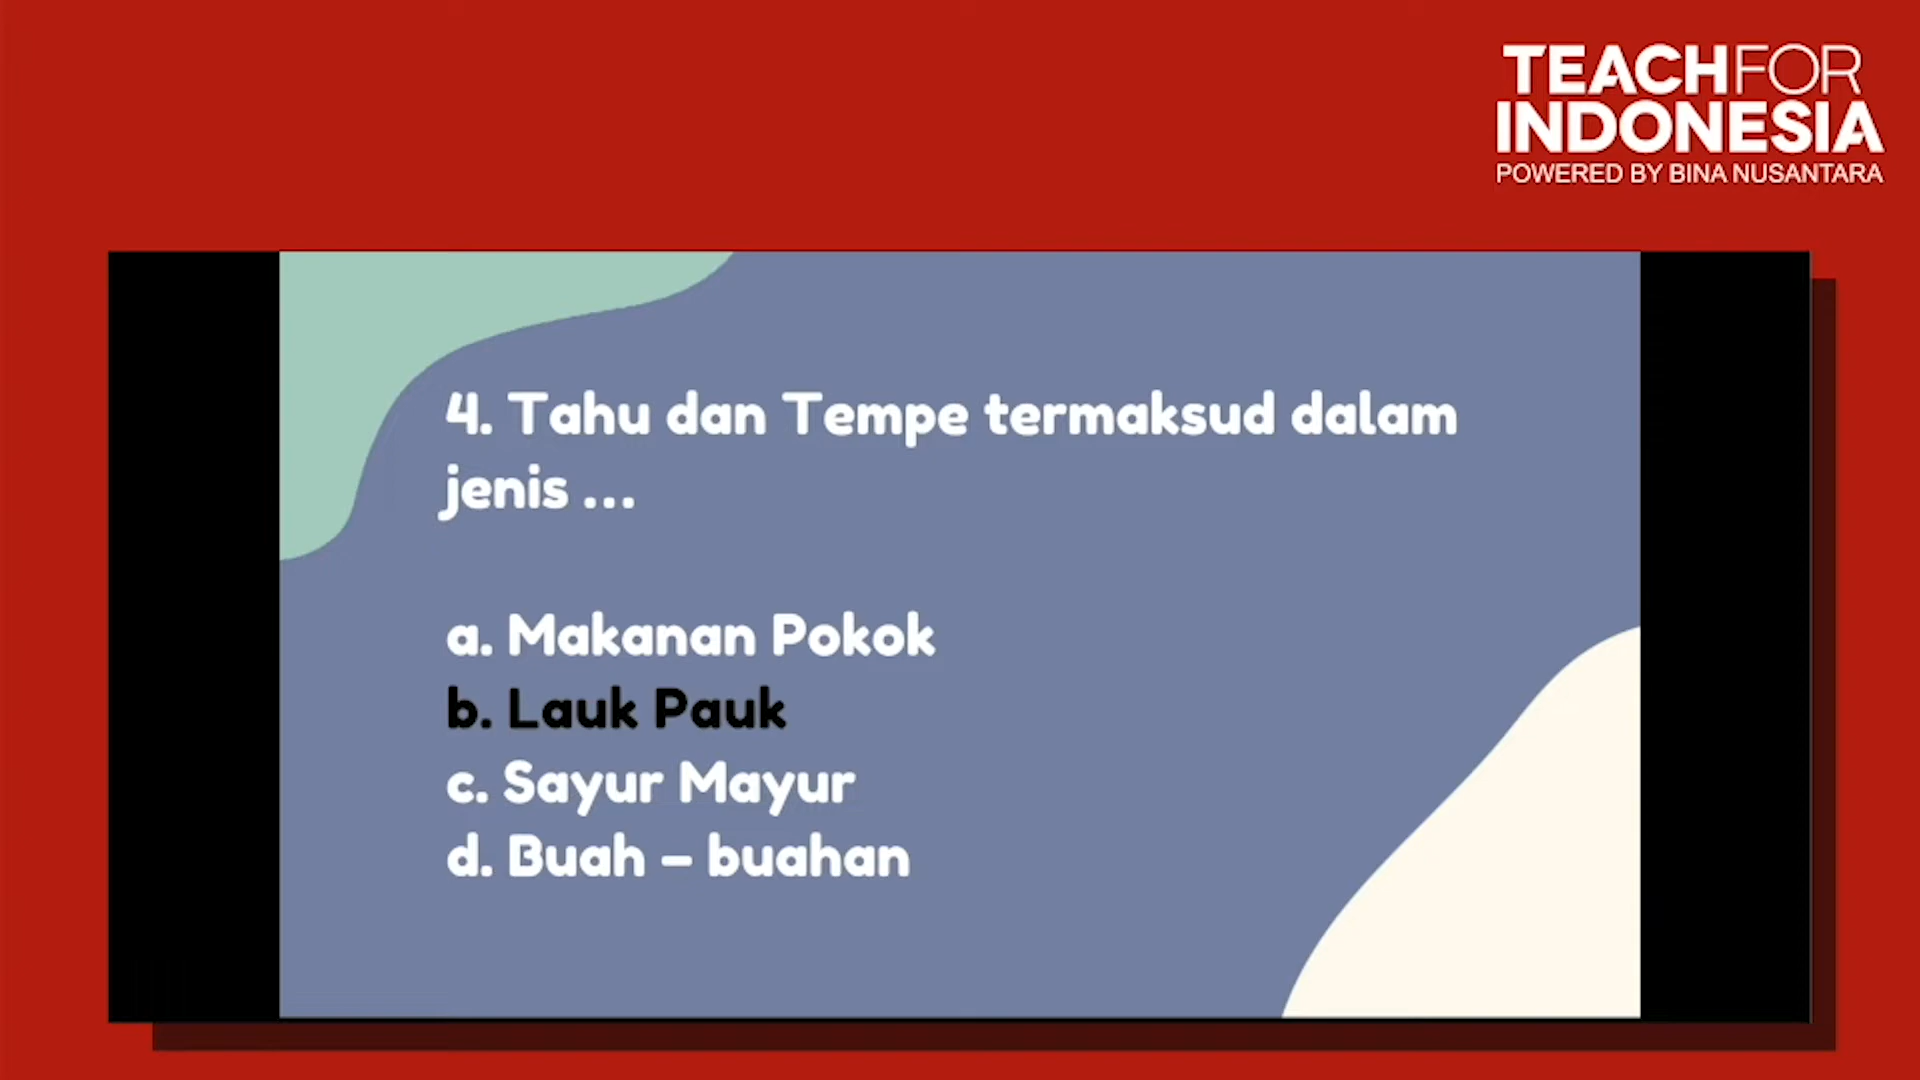 TEACHFOR
INDONESIA
POWERED BY BINA NUSANTARA
4. Tahu dan Tempe termaksud dalam
jenis ...
a. Makanan Pokok
b. Lauk Pauk
c. Sayur Mayur
d. Buah – buahan